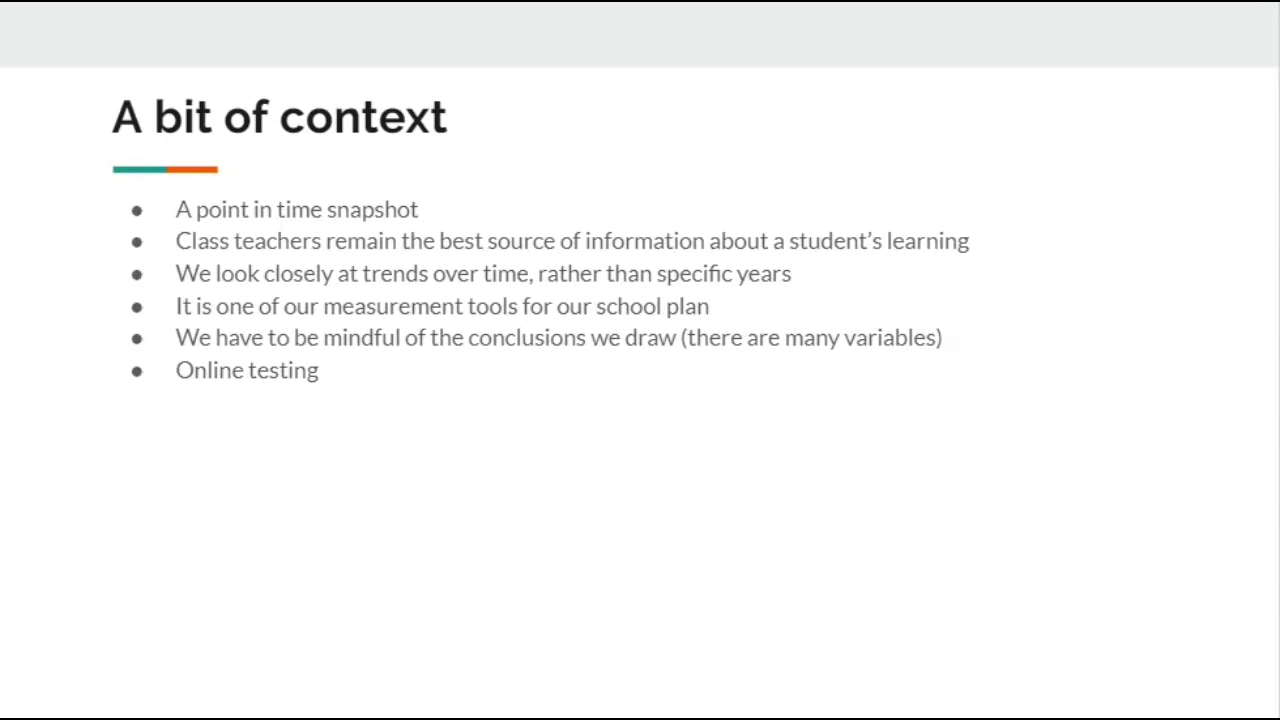 A bit of context
● A point in time snapshot
● Class teachers remain the best source of information about a student’s learning
● We look closely at trends over time, rather than specific years
● It is one of our measurement tools for our school plan
● We have to be mindful of the conclusions we draw (there are many variables)
● Online testing